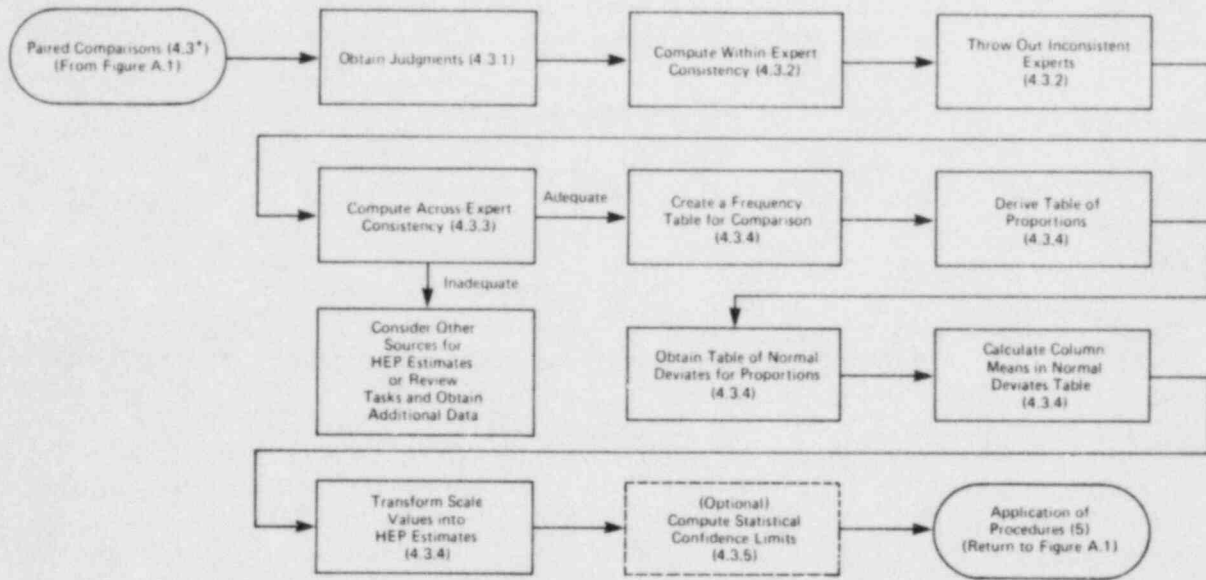 Paired Comparisons (4.3*)
(From Figure A.1)
Obtain Judgments (4.3.1)
Compute Within Expert
Consistency (4.3.2)
Throw Out Inconsistent
Experts
(4.3.2)
Compute Across Expert
Consistency (4.3.3)
Adequate
Create a Frequency
Table for Comparison
(4.3.4)
Derive Table of
Proportions
(4.3.4)
Inadequate
Consider Other
Sources for
HEP Estimates
or Review
Tasks and Obtain
Additional Data
Obtain Table of Normal
Deviates for Proportions
(4.3.4)
Calculate Column
Means in Normal
Deviates Table
(4.3.4)
Transform Scale
Values into
HEP Estimates
(4.3.4)
(Optional)
Compute Statistical
Confidence Limits
(4.3.5)
Application of
Procedures (5)
(Return to Figure A.1)